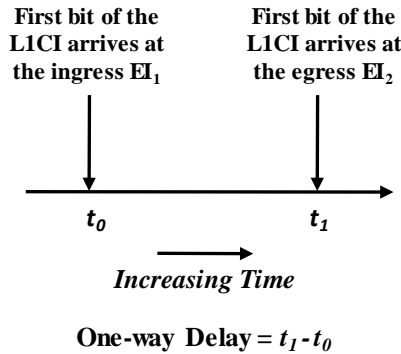 First bit of the
L1CI arrives at
the ingress EI₁
First bit of the
L1CI arrives at
the egress EI₂
t₀
t₁
Increasing Time
One-way Delay = t₁-t₀